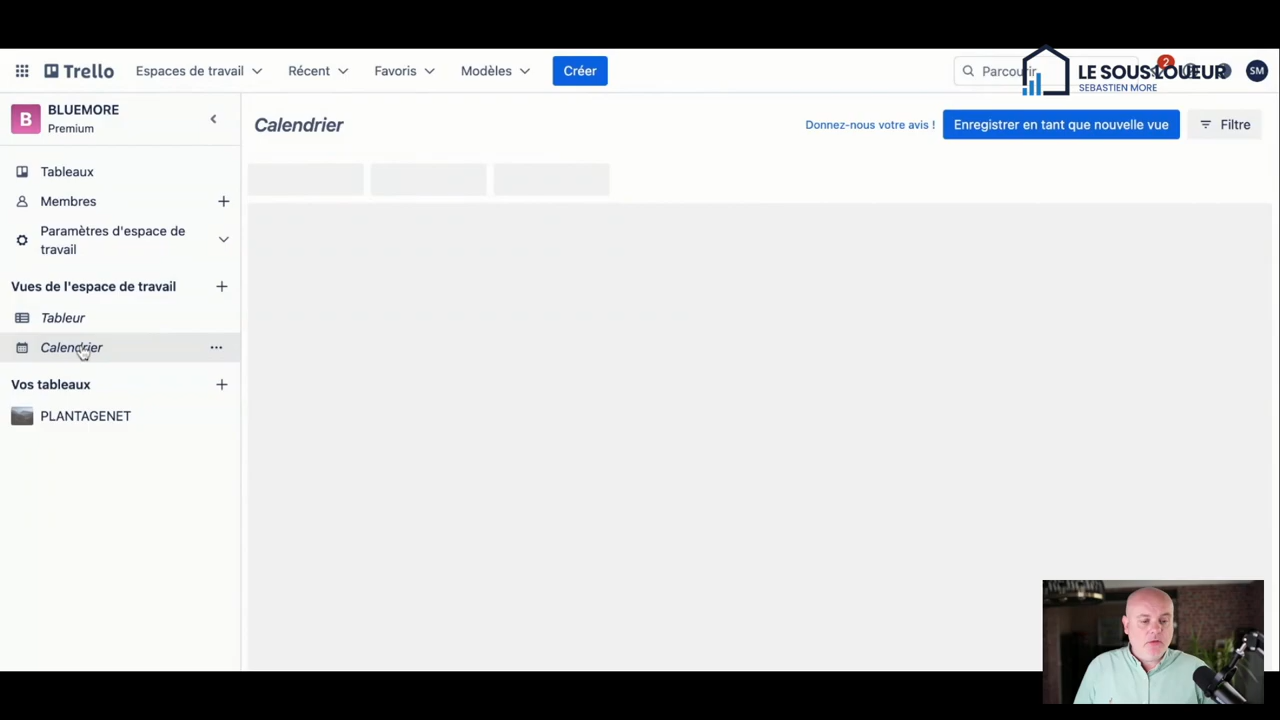 Trello
Espaces de travail
Récent
Favoris
Modèles
Créer
Parcourir
2
LE SOUS LOUEUR
SEBASTIEN MORE
SM
B
BLUEMORE
Premium
Calendrier
Donnez-nous votre avis !
Enregistrer en tant que nouvelle vue
Filtre
Tableaux
Membres
Paramètres d'espace de
travail
Vues de l'espace de travail
Tableur
Calendrier
Vos tableaux
PLANTAGENET